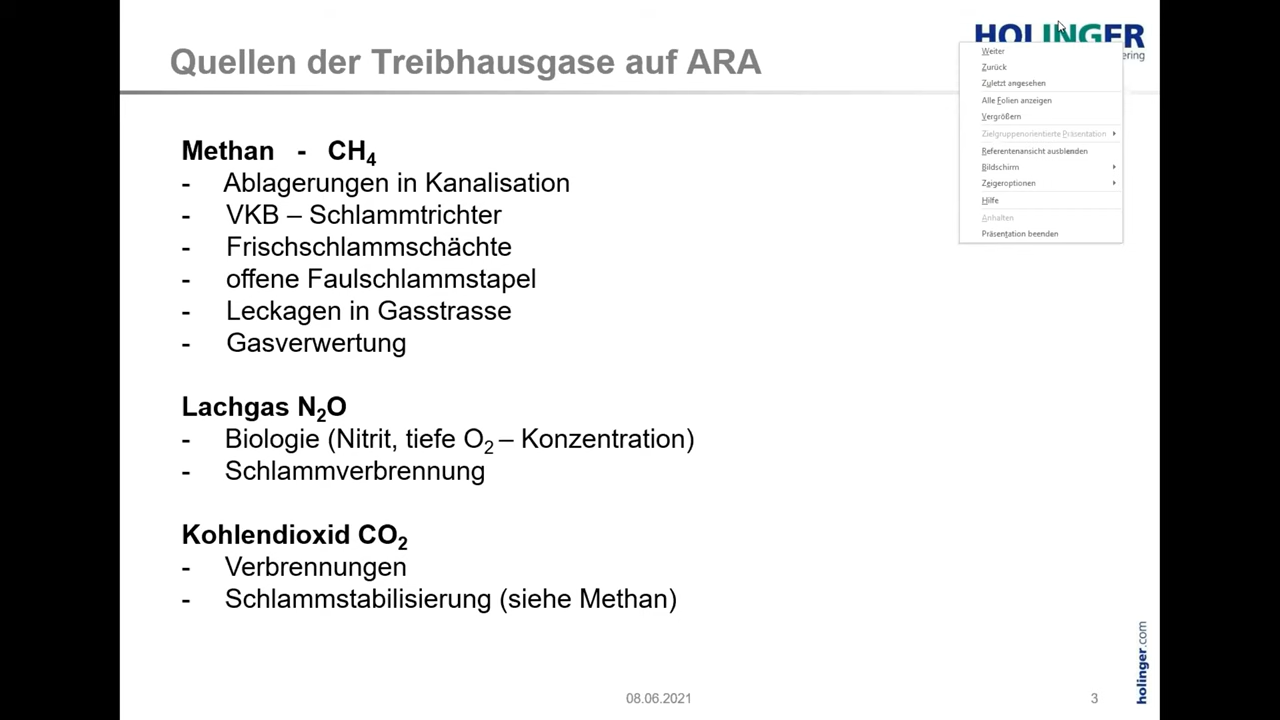 Quellen der Treibhausgase auf ARA
HOLINGER
ering
Weiter
Zurück
Zuletzt angesehen
Alle Folien anzeigen
Vergrößern
Zielgruppenorientierte Präsentation
Referentenansicht ausblenden
Bildschirm
Zeigeroptionen
Hilfe
Anhalten
Präsentation beenden
Methan - CH₄
- Ablagerungen in Kanalisation
- VKB – Schlammtrichter
- Frischschlammschächte
- offene Faulschlammstapel
- Leckagen in Gasstrasse
- Gasverwertung
Lachgas N₂O
- Biologie (Nitrit, tiefe O₂ – Konzentration)
- Schlammverbrennung
Kohlendioxid CO₂
- Verbrennungen
- Schlammstabilisierung (siehe Methan)
08.06.2021
3
holinger.com